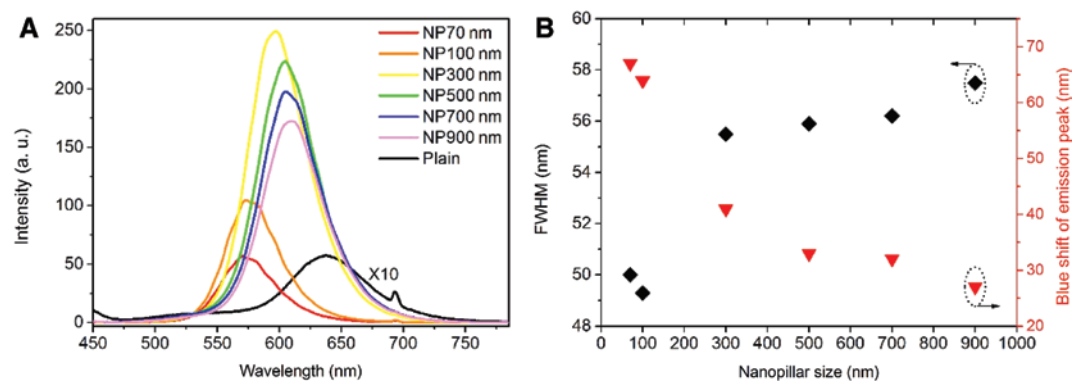 A
Intensity (a. u.)
250
200
150
100
50
0
450 500 550 600 650 700 750
Wavelength (nm)
NP70 nm
NP100 nm
NP300 nm
NP500 nm
NP700 nm
NP900 nm
Plain
X10
B
FWHM (nm)
60
58
56
54
52
50
48
0 100 200 300 400 500 600 700 800 900 1000
Nanopillar size (nm)
70
60
50
40
30
20
Blue shift of emission peak (nm)